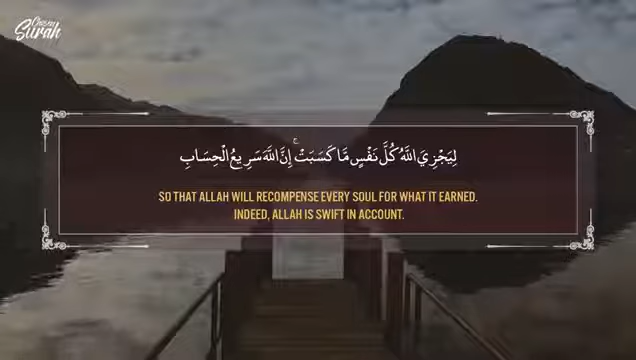 Chosen
Surah
لِيَجْزِيَ اللَّهُ كُلَّ نَفْسٍ مَّا كَسَبَتْ ۚ إِنَّ اللَّهَ سَرِيعُ الْحِسَابِ
SO THAT ALLAH WILL RECOMPENSE EVERY SOUL FOR WHAT IT EARNED.
INDEED, ALLAH IS SWIFT IN ACCOUNT.